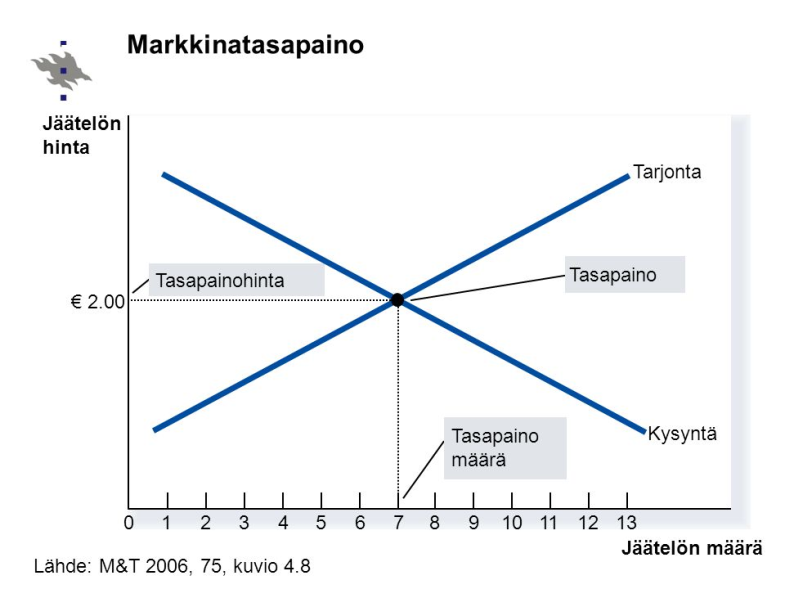 Markkinatasapaino
Jäätelön
hinta
Tarjonta
Tasapainohinta
Tasapaino
€ 2.00
Tasapaino
määrä
Kysyntä
0 1 2 3 4 5 6 7 8 9 10 11 12 13
Jäätelön määrä
Lähde: M&T 2006, 75, kuvio 4.8